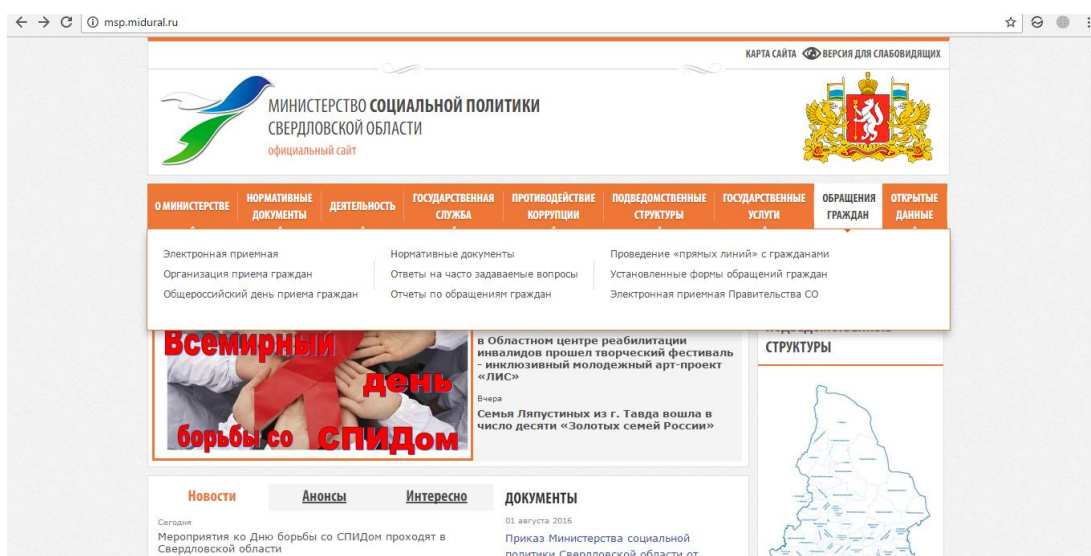 msp.midural.ru
КАРТА САЙТА ВЕРСИЯ ДЛЯ СЛАБОВИДЯЩИХ
МИНИСТЕРСТВО СОЦИАЛЬНОЙ ПОЛИТИКИ
СВЕРДЛОВСКОЙ ОБЛАСТИ
официальный сайт
О МИНИСТЕРСТВЕ
НОРМАТИВНЫЕ
ДОКУМЕНТЫ
ДЕЯТЕЛЬНОСТЬ
ГОСУДАРСТВЕННАЯ
СЛУЖБА
ПРОТИВОДЕЙСТВИЕ
КОРРУПЦИИ
ПОДВЕДОМСТВЕННЫЕ
СТРУКТУРЫ
ГОСУДАРСТВЕННЫЕ
УСЛУГИ
ОБРАЩЕНИЯ
ГРАЖДАН
ОТКРЫТЫЕ
ДАННЫЕ
Электронная приемная
Организация приема граждан
Общероссийский день приема граждан
Нормативные документы
Ответы на часто задаваемые вопросы
Отчеты по обращениям граждан
Проведение «прямых линий» с гражданами
Установленные формы обращений граждан
Электронная приемная Правительства СО
Всемирный
день
борьбы со СПИДом
в Областном центре реабилитации
инвалидов прошел творческий фестиваль
- инклюзивный молодежный арт-проект
«ЛИС»
Вчера
Семья Ляпустиных из г. Тавда вошла в
число десяти «Золотых семей России»
ПОДВЕДОМСТВЕННЫЕ
СТРУКТУРЫ
Новости
Анонсы
Интересно
Сегодня
Мероприятия ко Дню борьбы со СПИДом проходят в
Свердловской области
ДОКУМЕНТЫ
01 августа 2016
Приказ Министерства социальной
политики Свердловской области от